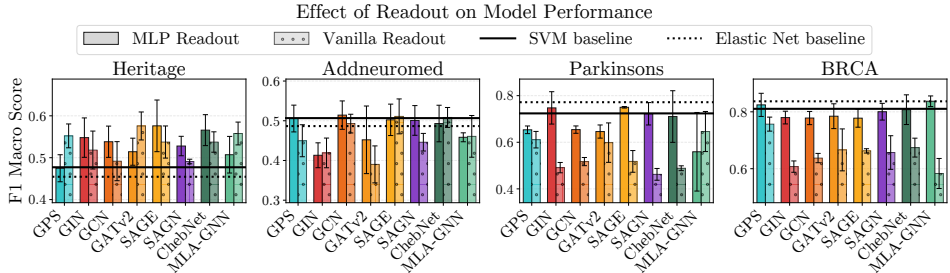 Effect of Readout on Model Performance
MLP Readout
Vanilla Readout
SVM baseline
Elastic Net baseline
Heritage
Addneuromed
Parkinsons
BRCA
F1 Macro Score
0.6
0.5
0.4
GPS
GIN
GCN
GATv2
SAGE
SAGN
ChebNet
MLA-GNN
0.5
0.4
0.3
GPS
GIN
GCN
GATv2
SAGE
SAGN
ChebNet
MLA-GNN
0.8
0.6
0.4
GPS
GIN
GCN
GATv2
SAGE
SAGN
ChebNet
MLA-GNN
0.8
0.6
GPS
GIN
GCN
GATv2
SAGE
SAGN
ChebNet
MLA-GNN